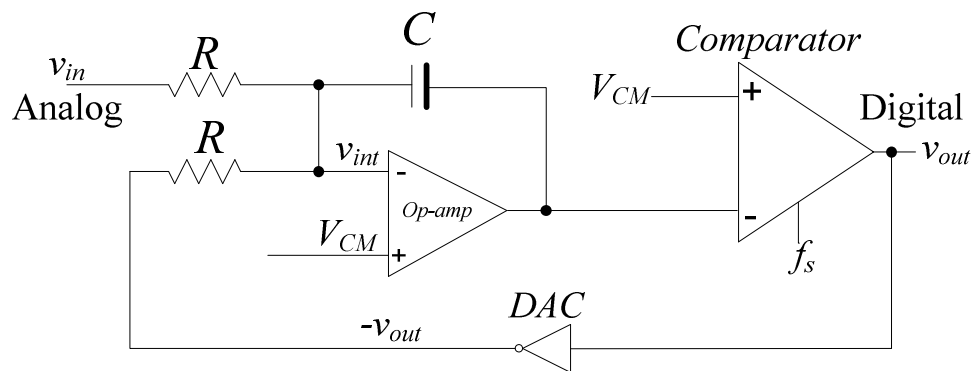 C
Comparator
R
v_in
Analog
V_CM
+
Digital
R
v_int
-
v_out
Op-amp
V_CM
+
-
f_s
DAC
-v_out